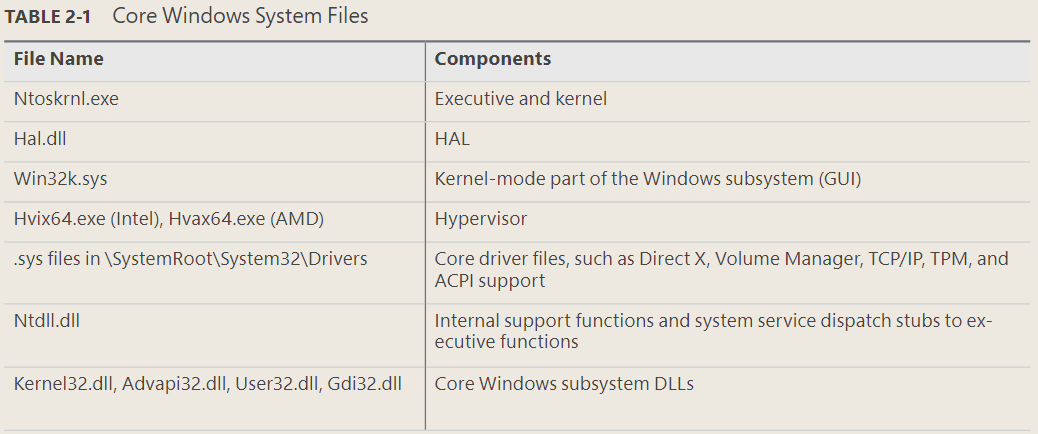 TABLE 2-1 Core Windows System Files
File Name Components
Ntoskrnl.exe Executive and kernel
Hal.dll HAL
Win32k.sys Kernel-mode part of the Windows subsystem (GUI)
Hvix64.exe (Intel), Hvax64.exe (AMD) Hypervisor
.sys files in \SystemRoot\System32\Drivers Core driver files, such as Direct X, Volume Manager, TCP/IP, TPM, and
ACPI support
Ntdll.dll Internal support functions and system service dispatch stubs to ex-
ecutive functions
Kernel32.dll, Advapi32.dll, User32.dll, Gdi32.dll Core Windows subsystem DLLs